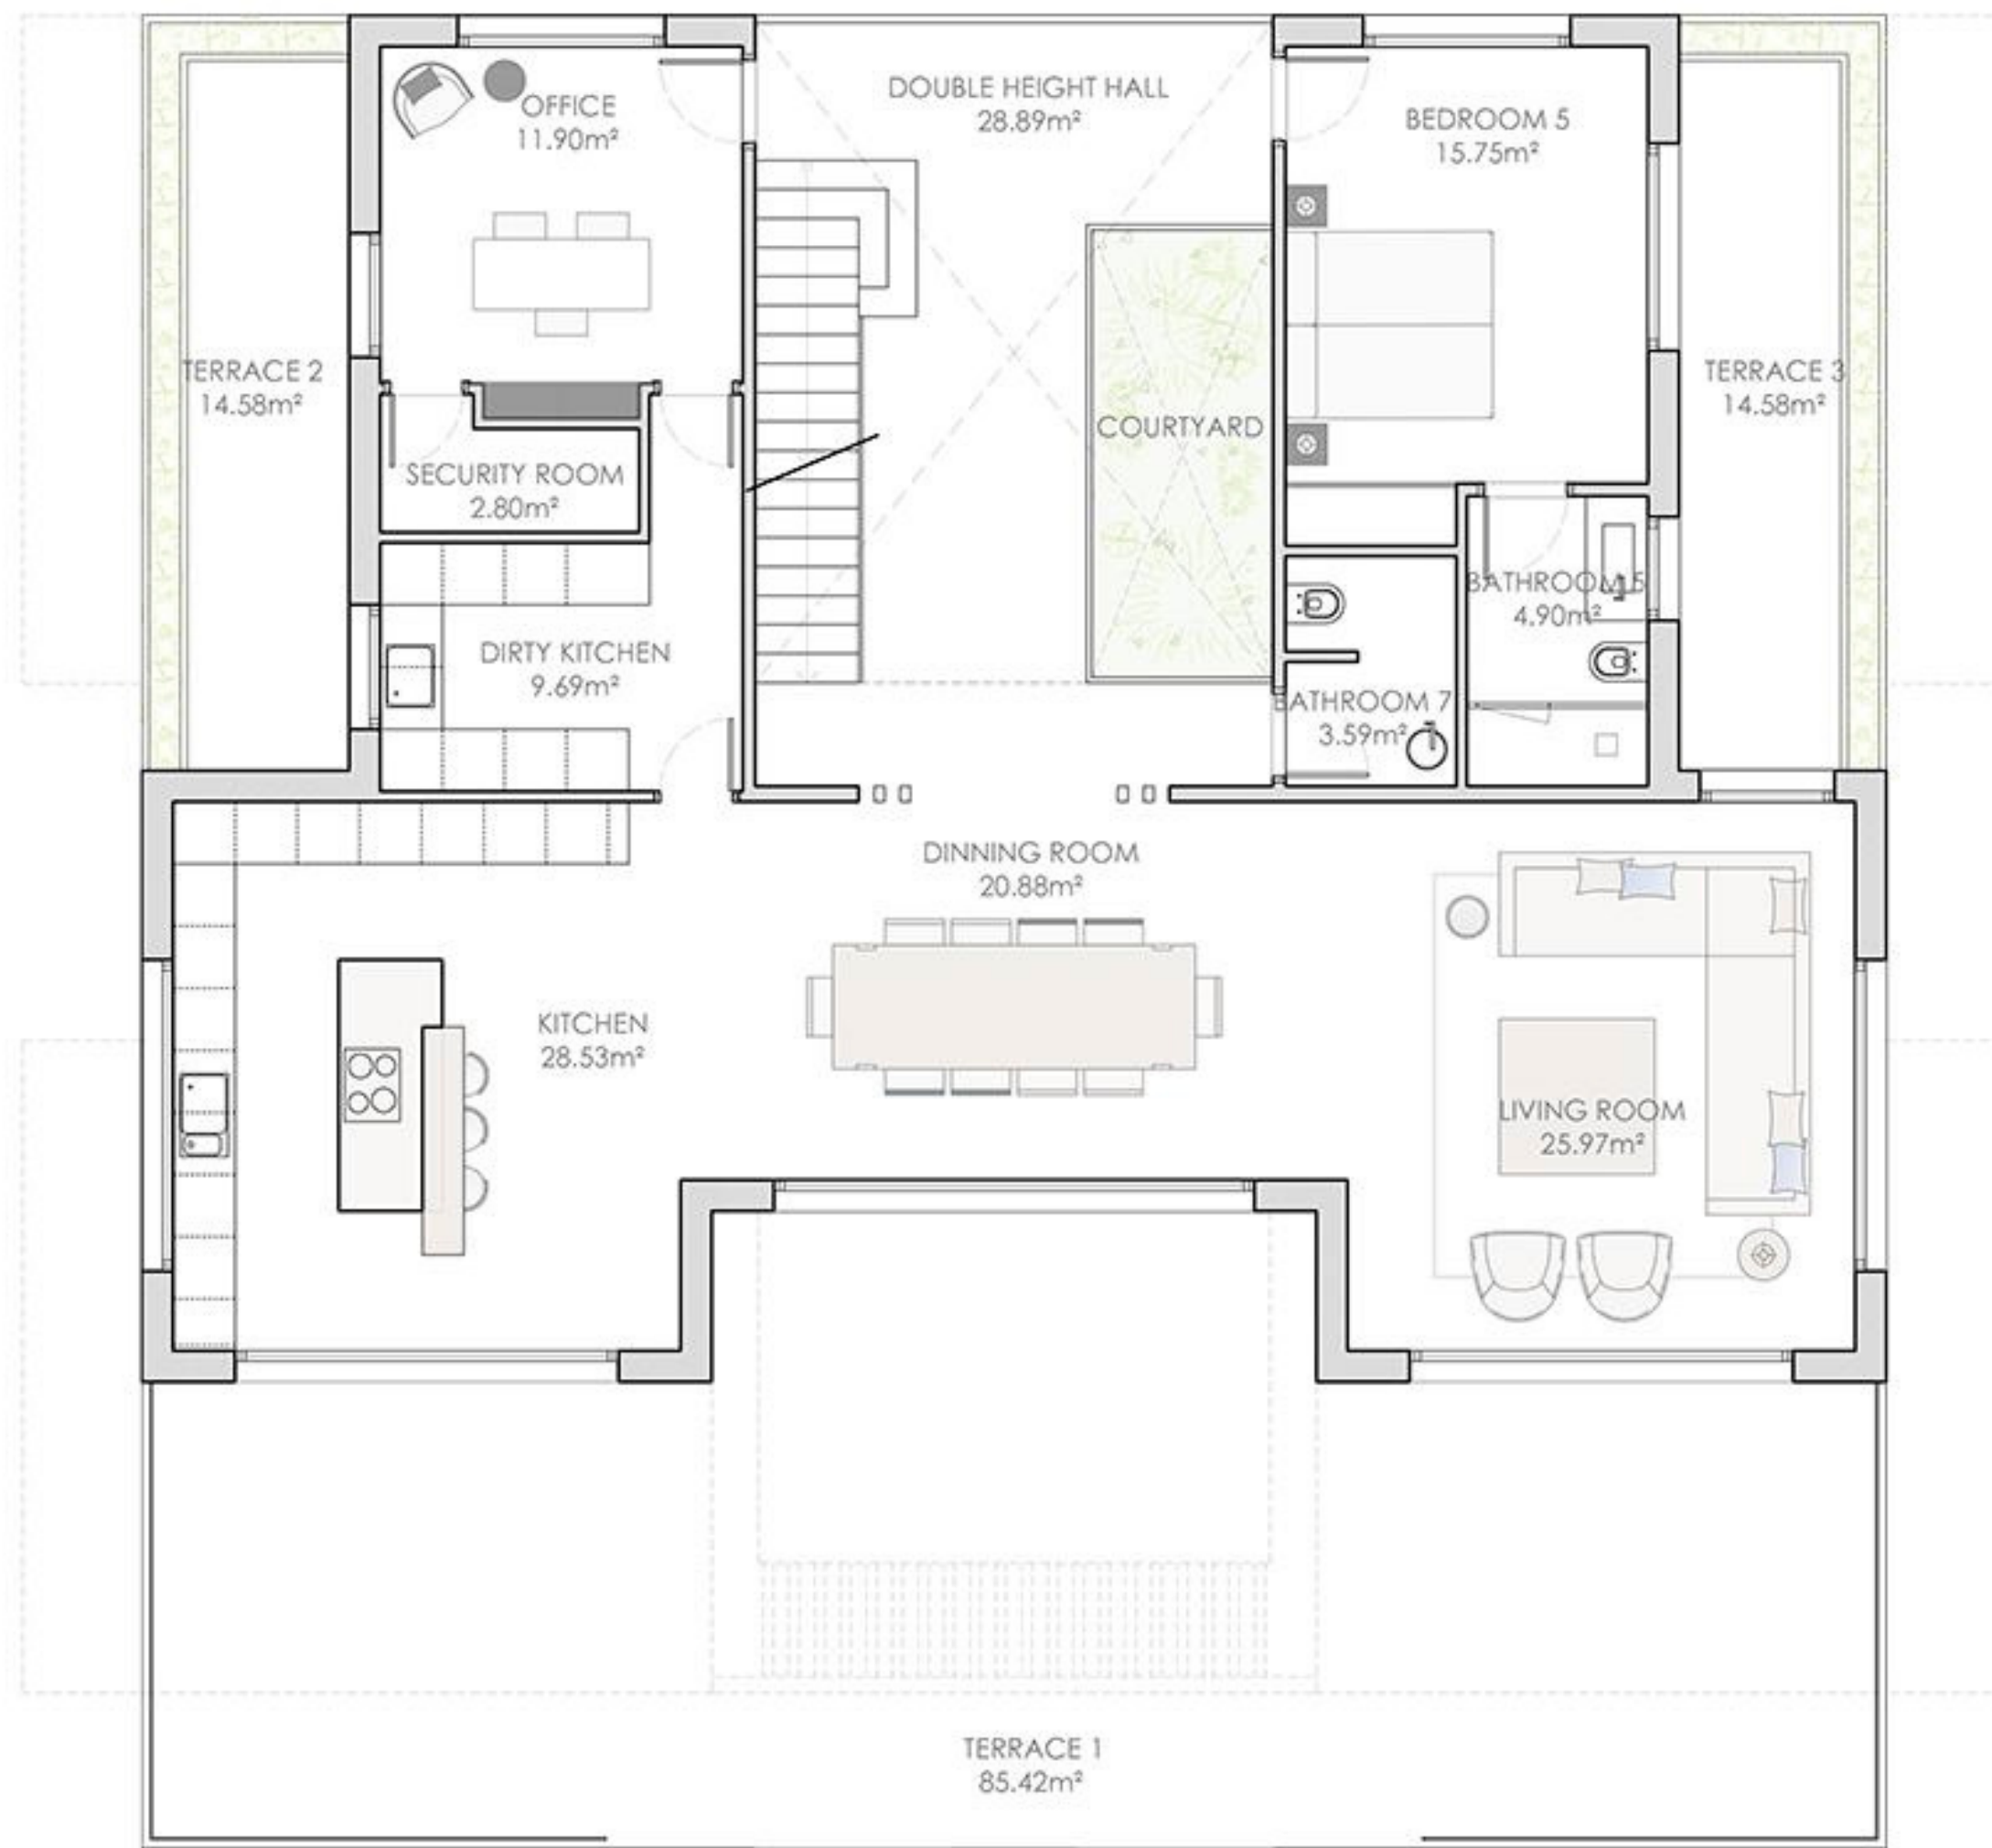 DOUBLE HEIGHT HALL
28.89m²
OFFICE
11.90m²
BEDROOM 5
15.75m²
TERRACE 2
14.58m²
TERRACE 3
14.58m²
COURTYARD
SECURITY ROOM
2.80m²
BATHROOM 5
4.90m²
DIRTY KITCHEN
9.69m²
BATHROOM 7
3.59m²
DINNING ROOM
20.88m²
KITCHEN
28.53m²
LIVING ROOM
25.97m²
TERRACE 1
85.42m²